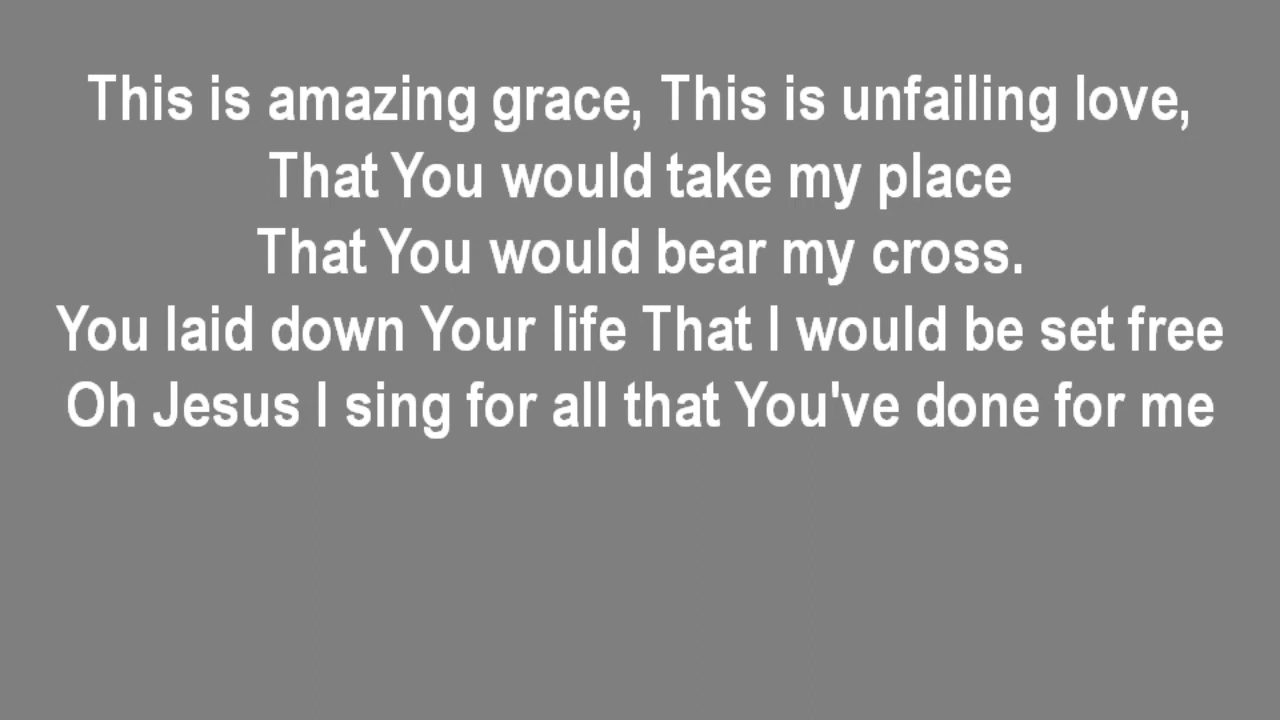 This is amazing grace, This is unfailing love,
That You would take my place
That You would bear my cross.
You laid down Your life That I would be set free
Oh Jesus I sing for all that You've done for me